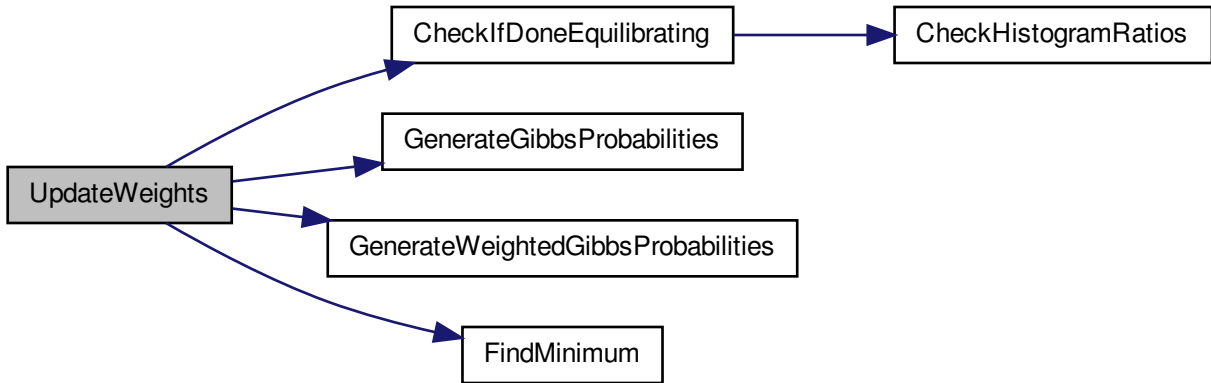 CheckIfDoneEquilibrating
CheckHistogramRatios
GenerateGibbsProbabilities
UpdateWeights
GenerateWeightedGibbsProbabilities
FindMinimum